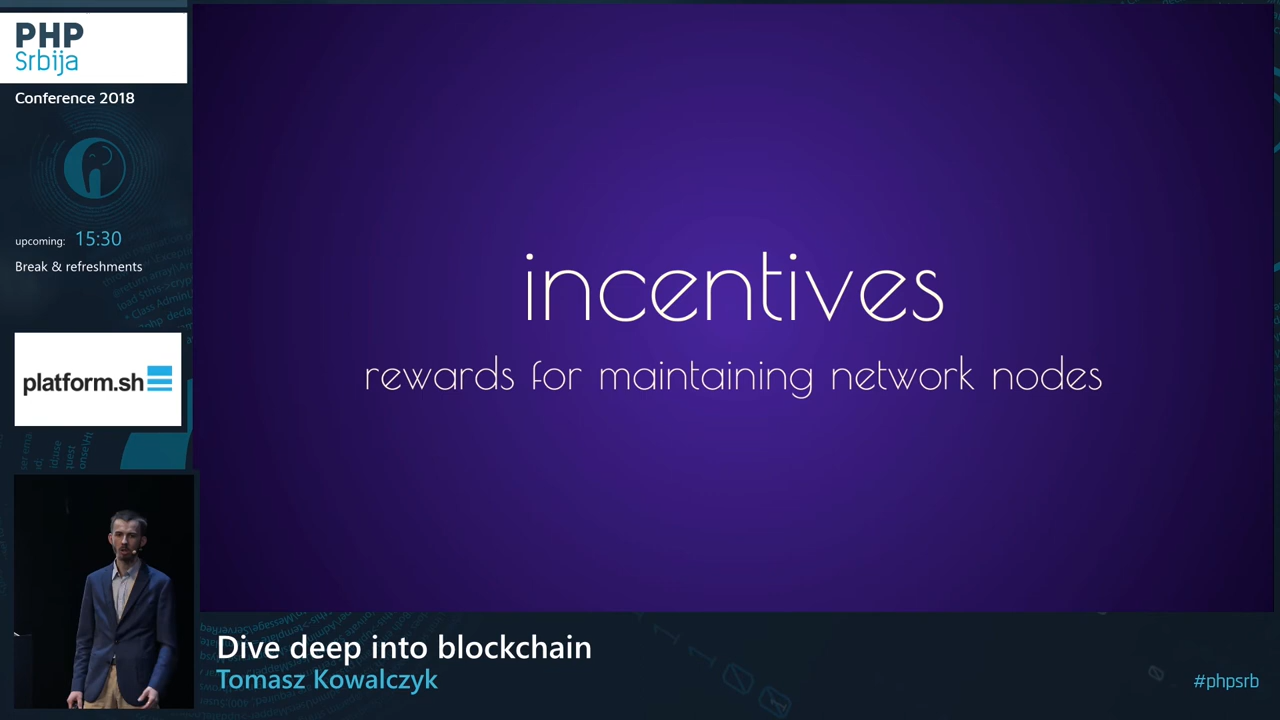 PHP
Srbija
Conference 2018
upcoming: 15:30
Break & refreshments
platform.sh
incentives
rewards for maintaining network nodes
Dive deep into blockchain
Tomasz Kowalczyk
#phpsrb